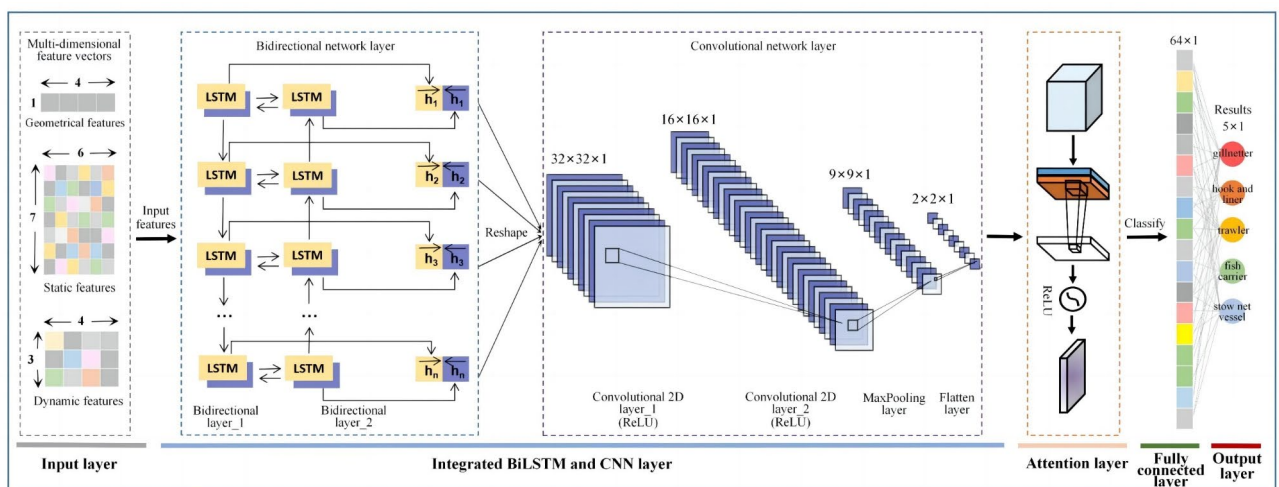 Multi-dimensional
feature vectors
4
1
Geometrical features
6
7
Static features
4
3
Dynamic features
Input
features
Bidirectional network layer
LSTM
LSTM
h1
h1
LSTM
LSTM
h2
h2
LSTM
LSTM
h3
h3
...
...
LSTM
LSTM
hn
hn
Bidirectional
layer_1
Bidirectional
layer_2
Reshape
Convolutional network layer
32×32×1
16×16×1
9×9×1
2×2×1
Convolutional 2D
layer_1
(ReLU)
Convolutional 2D
layer_2
(ReLU)
MaxPooling
layer
Flatten
layer
ReLU
Classify
64×1
Results
5×1
gillnetter
hook and
liner
trawler
fish
carrier
stow net
vessel
Input layer
Integrated BiLSTM and CNN layer
Attention layer
Fully
connected
layer
Output
layer